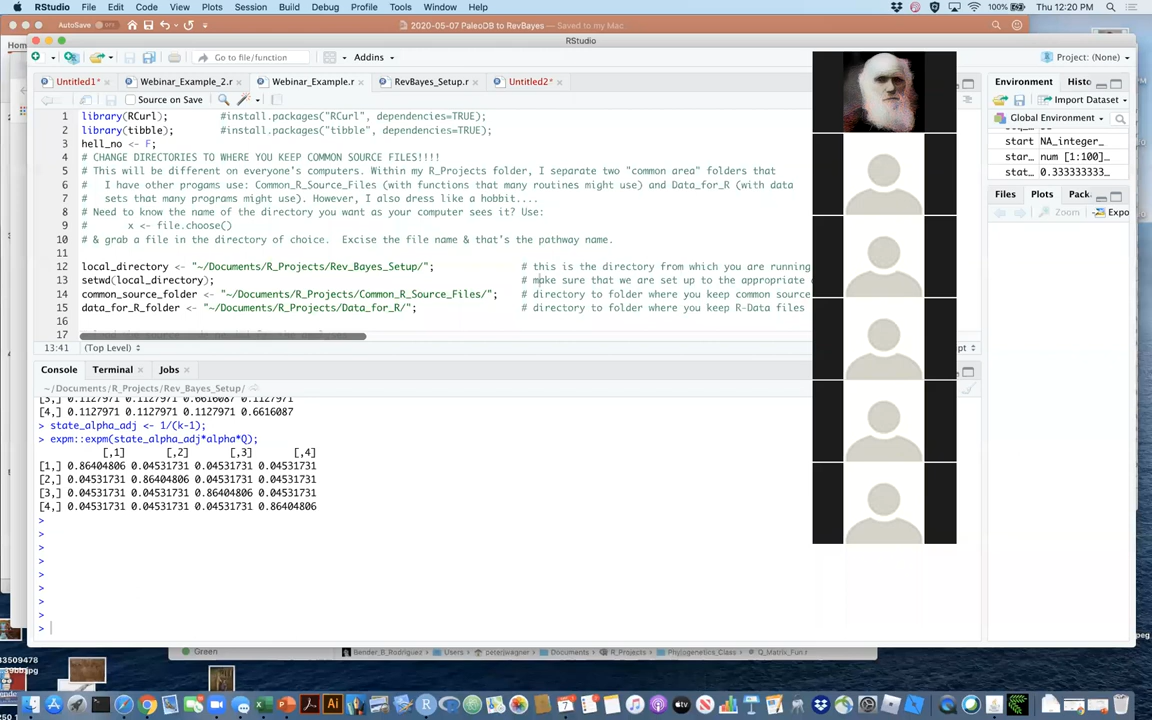 RStudio File Edit Code View Plots Session Build Debug Profile Tools Window Help 100% Thu 12:20 PM
AutoSave 2020-05-07 PaleoDB to RevBayes — Saved to my Mac
RStudio
Go to file/function Addins Project: (None)
Untitled1* Webinar_Example_2.r Webinar_Example.r RevBayes_Setup.r Untitled2*
Source on Save
1 library(RCurl); #install.packages("RCurl", dependencies=TRUE);
2 library(tibble); #install.packages("tibble", dependencies=TRUE);
3 hell_no <- F;
4 # CHANGE DIRECTORIES TO WHERE YOU KEEP COMMON SOURCE FILES!!!!
5 # This will be different on everyone's computers. Within my R_Projects folder, I separate two "common area" folders that
6 # I have other progams use: Common_R_Source_Files (with functions that many routines might use) and Data_for_R (with data
7 # sets that many programs might use). However, I also dress like a hobbit....
8 # Need to know the name of the directory you want as your computer sees it? Use:
9 # x <- file.choose()
10 # & grab a file in the directory of choice. Excise the file name & that's the pathway name.
11
12 local_directory <- "~/Documents/R_Projects/Rev_Bayes_Setup/"; # this is the directory from which you are running
13 setwd(local_directory); # make sure that we are set up to the appropriate
14 common_source_folder <- "~/Documents/R_Projects/Common_R_Source_Files/"; # directory to folder where you keep common source
15 data_for_R_folder <- "~/Documents/R_Projects/Data_for_R/"; # directory to folder where you keep R-Data files
16
17
13:41 (Top Level)
Console Terminal Jobs
~/Documents/R_Projects/Rev_Bayes_Setup/
[3,] 0.1127971 0.1127971 0.6616087 0.1127971
[4,] 0.1127971 0.1127971 0.1127971 0.6616087
> state_alpha_adj <- 1/(k-1);
> expm::expm(state_alpha_adj*alpha*Q);
[,1] [,2] [,3] [,4]
[1,] 0.86404806 0.04531731 0.04531731 0.04531731
[2,] 0.04531731 0.86404806 0.04531731 0.04531731
[3,] 0.04531731 0.04531731 0.86404806 0.04531731
[4,] 0.04531731 0.04531731 0.04531731 0.86404806
>
>
>
>
>
>
>
>
>
Environment Histo
Import Dataset
Global Environment
start NA_integer_
star… num [1:100]…
stat… 0.333333333…
Files Plots Pack
Zoom Expo
Green
Bender_B_Rodriguez Users peterjwagner Documents R_Projects Phylogenetics_Class Q_Matrix_Fun.r